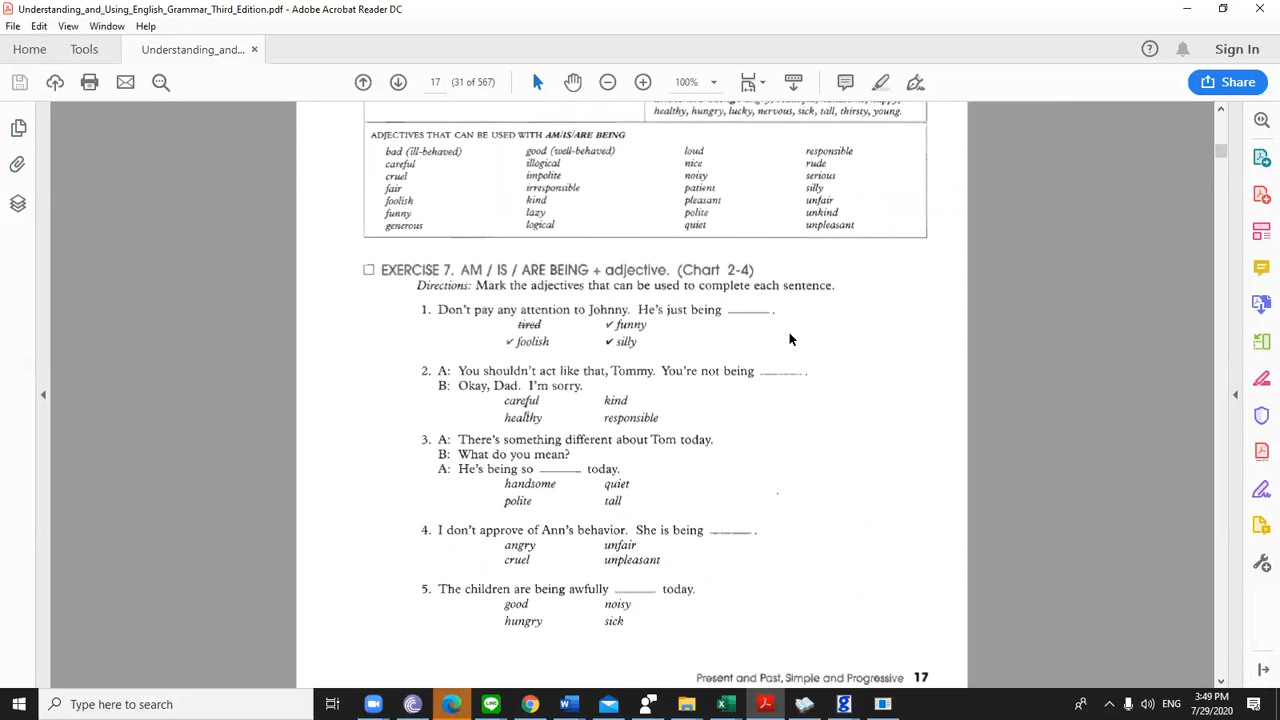 Understanding_and_Using_English_Grammar_Third_Edition.pdf - Adobe Acrobat Reader DC
File Edit View Window Help
Home Tools Understanding_and... × Sign In
17 (31 of 567) 100% Share
healthy, hungry, lucky, nervous, sick, tall, thirsty, young.
ADJECTIVES THAT CAN BE USED WITH AM/IS/ARE BEING
bad (ill-behaved) good (well-behaved) loud responsible
careful illogical nice rude
cruel impolite noisy serious
fair irresponsible patient silly
foolish kind pleasant unfair
funny lazy polite unkind
generous logical quiet unpleasant
☐ EXERCISE 7. AM / IS / ARE BEING + adjective. (Chart 2-4)
Directions: Mark the adjectives that can be used to complete each sentence.
1. Don't pay any attention to Johnny. He's just being ______ .
tired ✓ funny
✓ foolish ✓ silly
2. A: You shouldn't act like that, Tommy. You're not being ______ .
B: Okay, Dad. I'm sorry.
careful kind
healthy responsible
3. A: There's something different about Tom today.
B: What do you mean?
A: He's being so ______ today.
handsome quiet
polite tall
4. I don't approve of Ann's behavior. She is being ______ .
angry unfair
cruel unpleasant
5. The children are being awfully ______ today.
good noisy
hungry sick
Present and Past, Simple and Progressive 17
Type here to search
3:49 PM
7/29/2020